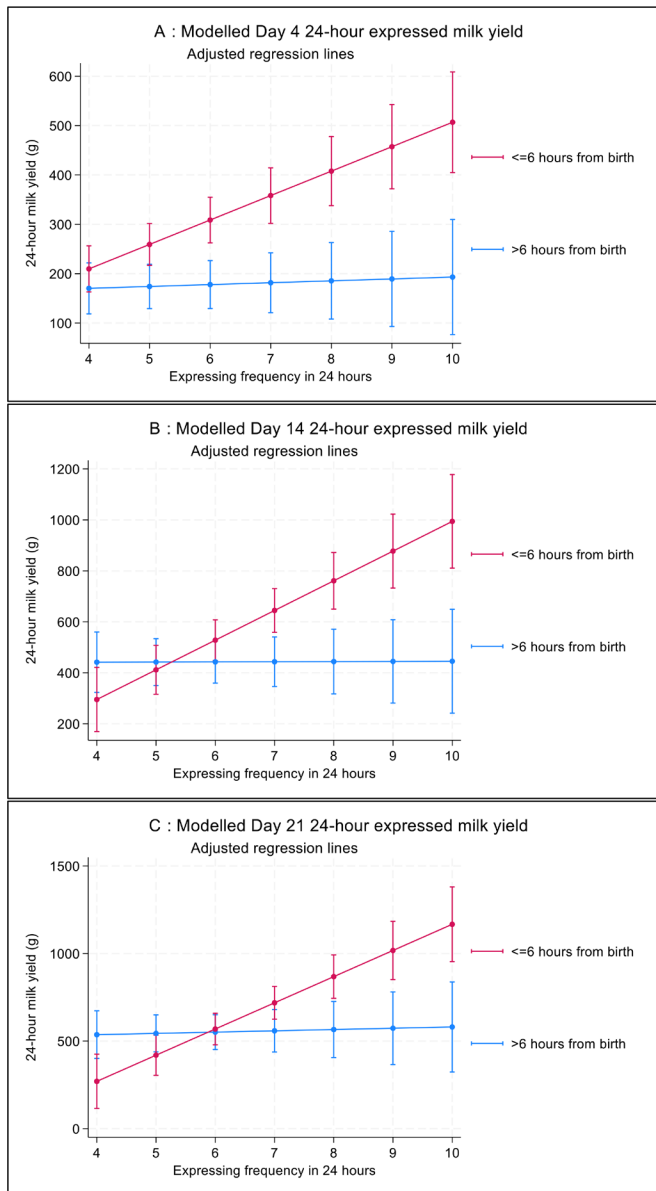 A : Modelled Day 4 24-hour expressed milk yield
Adjusted regression lines
24-hour milk yield (g)
600
500
400
300
200
100
4 5 6 7 8 9 10
Expressing frequency in 24 hours
<=6 hours from birth
>6 hours from birth
B : Modelled Day 14 24-hour expressed milk yield
Adjusted regression lines
24-hour milk yield (g)
1200
1000
800
600
400
200
4 5 6 7 8 9 10
Expressing frequency in 24 hours
<=6 hours from birth
>6 hours from birth
C : Modelled Day 21 24-hour expressed milk yield
Adjusted regression lines
24-hour milk yield (g)
1500
1000
500
0
4 5 6 7 8 9 10
Expressing frequency in 24 hours
<=6 hours from birth
>6 hours from birth